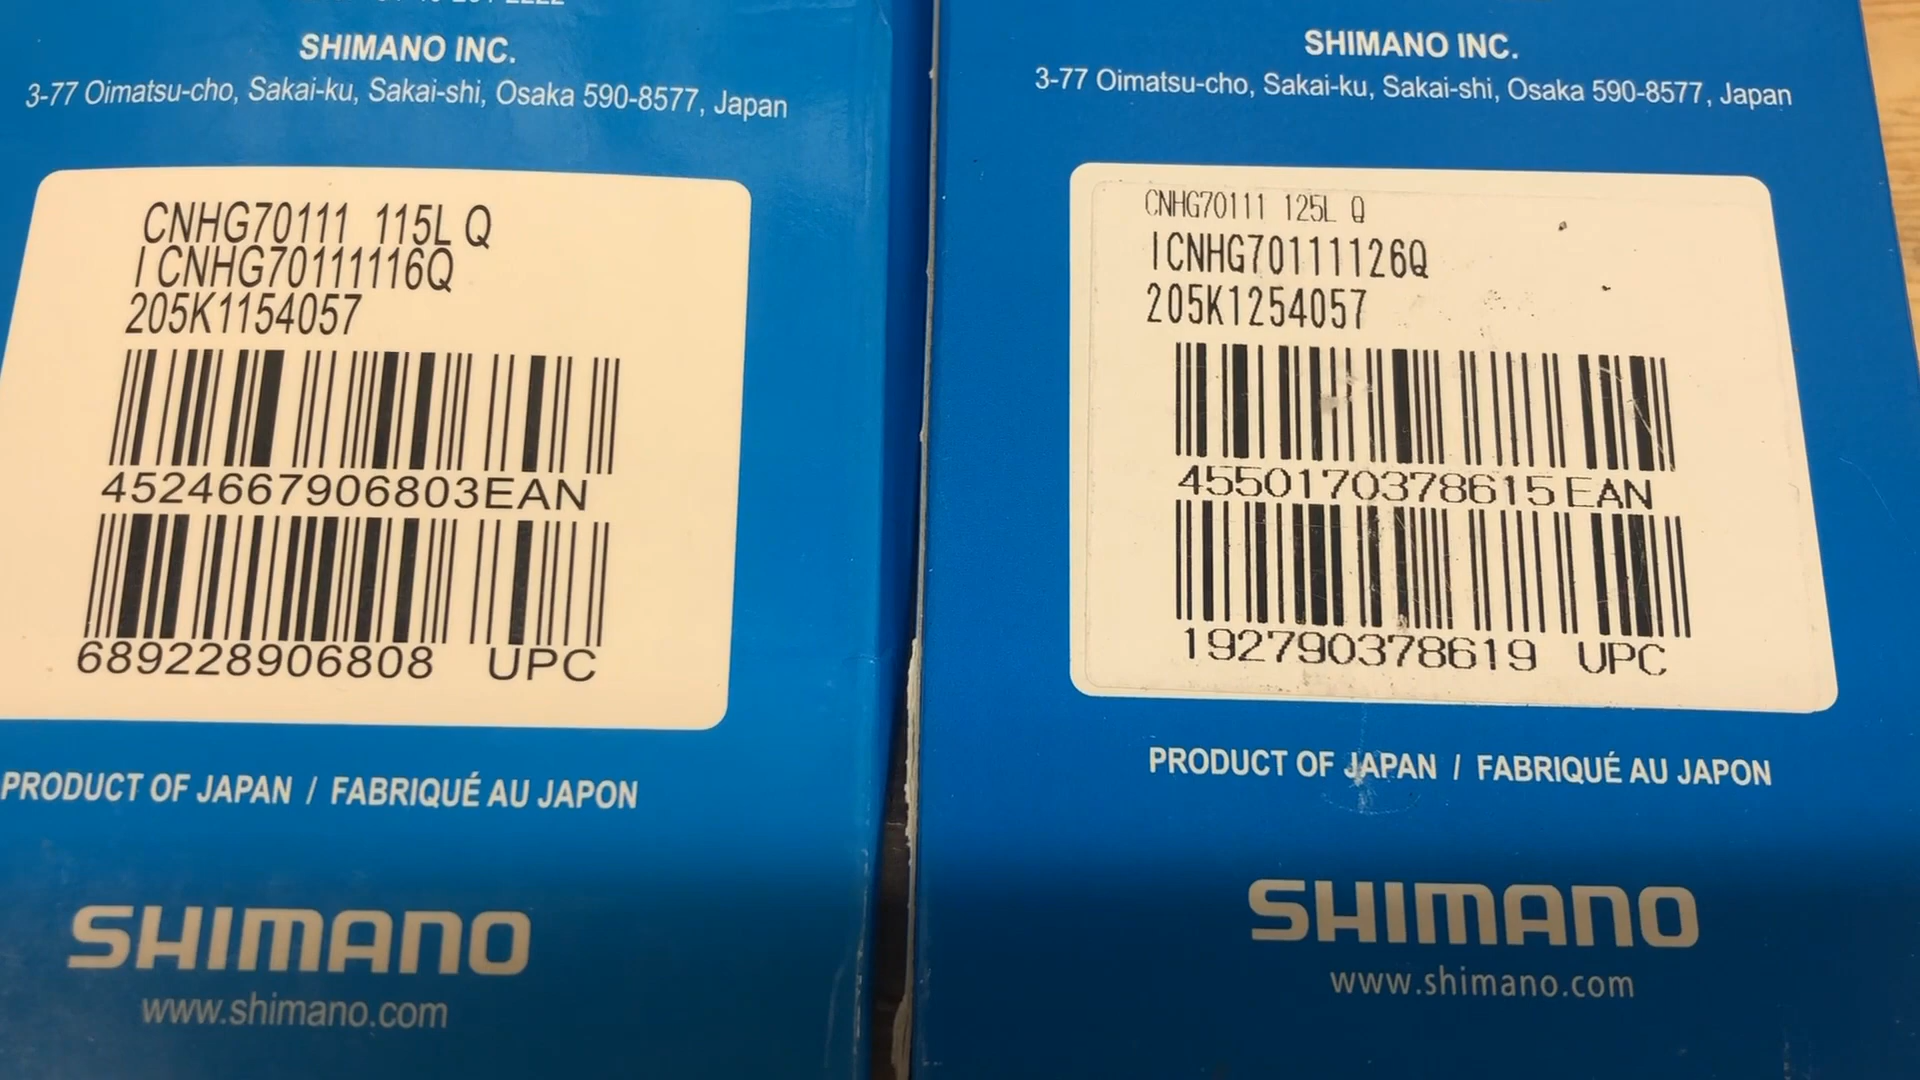 SHIMANO INC.
3-77 Oimatsu-cho, Sakai-ku, Sakai-shi, Osaka 590-8577, Japan
CNHG70111 115L Q
ICNHG70111116Q
205K1154057
4524667906803EAN
689228906808 UPC
PRODUCT OF JAPAN / FABRIQUÉ AU JAPON
SHIMANO
www.shimano.com
SHIMANO INC.
3-77 Oimatsu-cho, Sakai-ku, Sakai-shi, Osaka 590-8577, Japan
CNHG70111 125L Q
ICNHG70111126Q
205K1254057
4550170378615 EAN
192790378619 UPC
PRODUCT OF JAPAN / FABRIQUÉ AU JAPON
SHIMANO
www.shimano.com